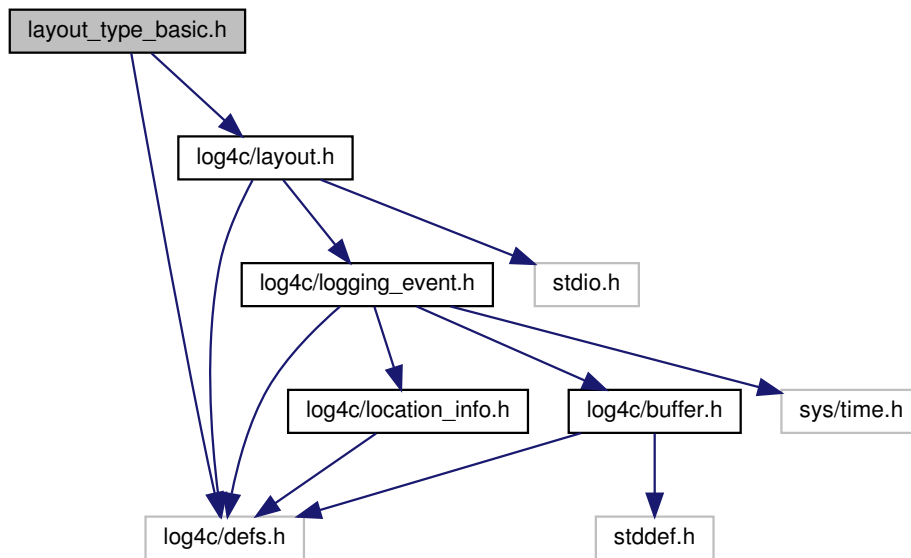 layout_type_basic.h
log4c/layout.h
log4c/logging_event.h
stdio.h
log4c/location_info.h
log4c/buffer.h
sys/time.h
log4c/defs.h
stddef.h